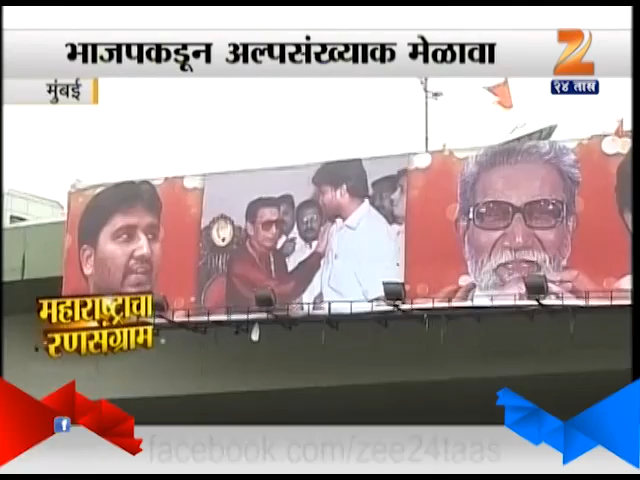 भाजपकडून अल्पसंख्याक मेळावा
२४ तास
मुंबई
महाराष्ट्राचा
रणसंग्राम
facebook.com/zee24taas